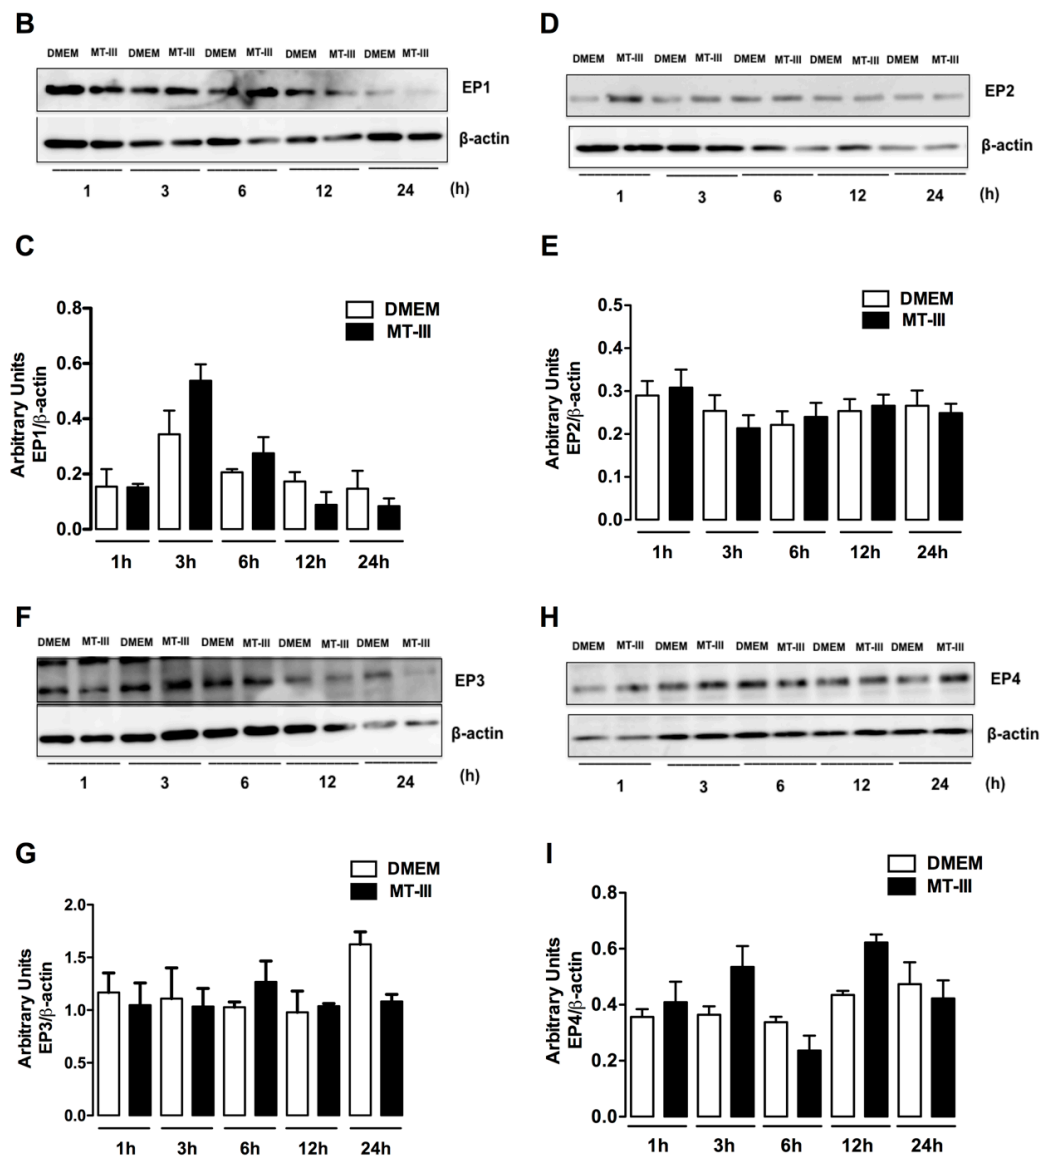 B
DMEM MT-III DMEM MT-III DMEM MT-III DMEM MT-III DMEM MT-III
EP1
β-actin
1 3 6 12 24 (h)
D
DMEM MT-III DMEM MT-III DMEM MT-III DMEM MT-III DMEM MT-III
EP2
β-actin
1 3 6 12 24 (h)
C
Arbitrary Units
EP1/β-actin
0.8
0.6
0.4
0.2
0.0
DMEM
MT-III
1h 3h 6h 12h 24h
E
Arbitrary Units
EP2/β-actin
0.5
0.4
0.3
0.2
0.1
0.0
DMEM
MT-III
1h 3h 6h 12h 24h
F
DMEM MT-III DMEM MT-III DMEM MT-III DMEM MT-III DMEM MT-III
EP3
β-actin
1 3 6 12 24 (h)
H
DMEM MT-III DMEM MT-III DMEM MT-III DMEM MT-III DMEM MT-III
EP4
β-actin
1 3 6 12 24 (h)
G
Arbitrary Units
EP3/β-actin
2.0
1.5
1.0
0.5
0.0
DMEM
MT-III
1h 3h 6h 12h 24h
I
Arbitrary Units
EP4/β-actin
0.8
0.6
0.4
0.2
0.0
DMEM
MT-III
1h 3h 6h 12h 24h